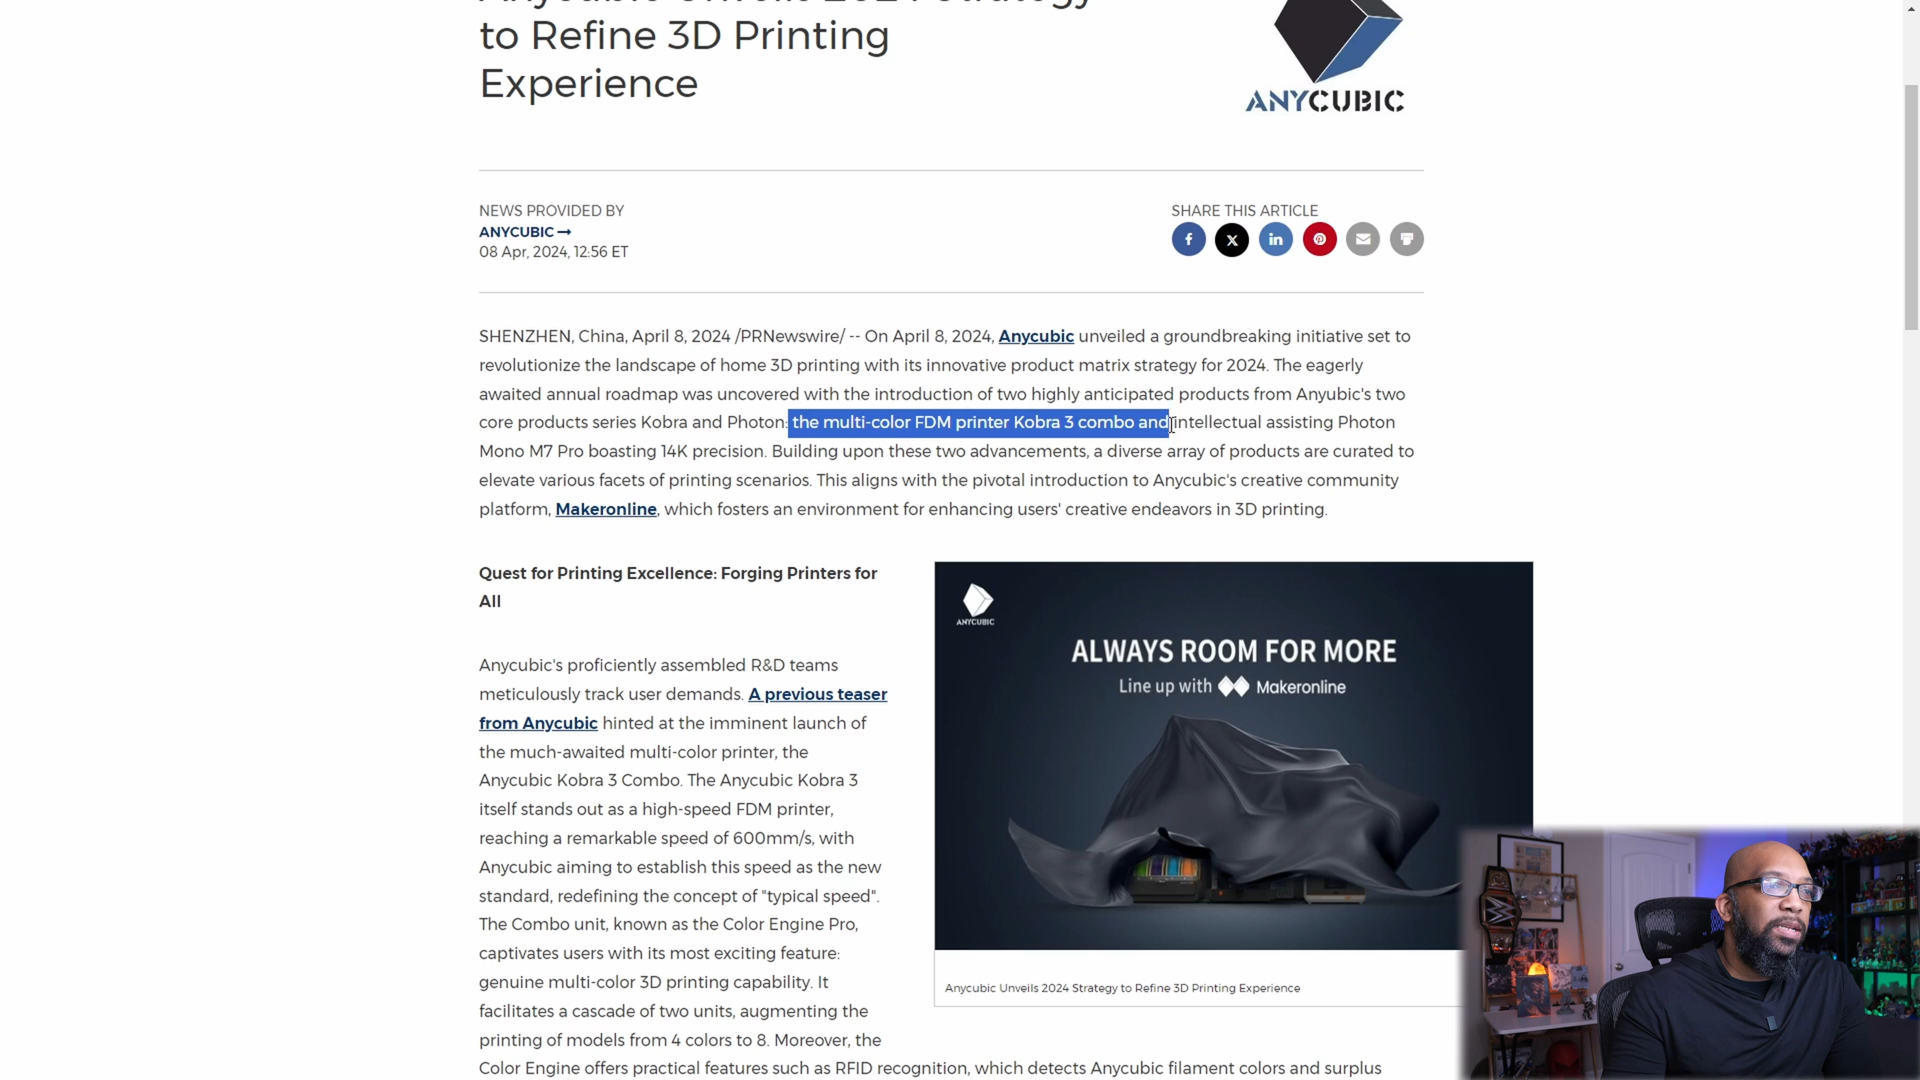 Anycubic Unveils 2024 Strategy
to Refine 3D Printing
Experience
ANYCUBIC
NEWS PROVIDED BY
ANYCUBIC →
08 Apr, 2024, 12:56 ET
SHARE THIS ARTICLE
SHENZHEN, China, April 8, 2024 /PRNewswire/ -- On April 8, 2024, Anycubic unveiled a groundbreaking initiative set to
revolutionize the landscape of home 3D printing with its innovative product matrix strategy for 2024. The eagerly
awaited annual roadmap was uncovered with the introduction of two highly anticipated products from Anyubic's two
core products series Kobra and Photon: the multi-color FDM printer Kobra 3 combo and intellectual assisting Photon
Mono M7 Pro boasting 14K precision. Building upon these two advancements, a diverse array of products are curated to
elevate various facets of printing scenarios. This aligns with the pivotal introduction to Anycubic's creative community
platform, Makeronline, which fosters an environment for enhancing users' creative endeavors in 3D printing.
Quest for Printing Excellence: Forging Printers for
All
Anycubic's proficiently assembled R&D teams
meticulously track user demands. A previous teaser
from Anycubic hinted at the imminent launch of
the much-awaited multi-color printer, the
Anycubic Kobra 3 Combo. The Anycubic Kobra 3
itself stands out as a high-speed FDM printer,
reaching a remarkable speed of 600mm/s, with
Anycubic aiming to establish this speed as the new
standard, redefining the concept of "typical speed".
The Combo unit, known as the Color Engine Pro,
captivates users with its most exciting feature:
genuine multi-color 3D printing capability. It
facilitates a cascade of two units, augmenting the
printing of models from 4 colors to 8. Moreover, the
Color Engine offers practical features such as RFID recognition, which detects Anycubic filament colors and surplus
ANYCUBIC
ALWAYS ROOM FOR MORE
Line up with Makeronline
Anycubic Unveils 2024 Strategy to Refine 3D Printing Experience